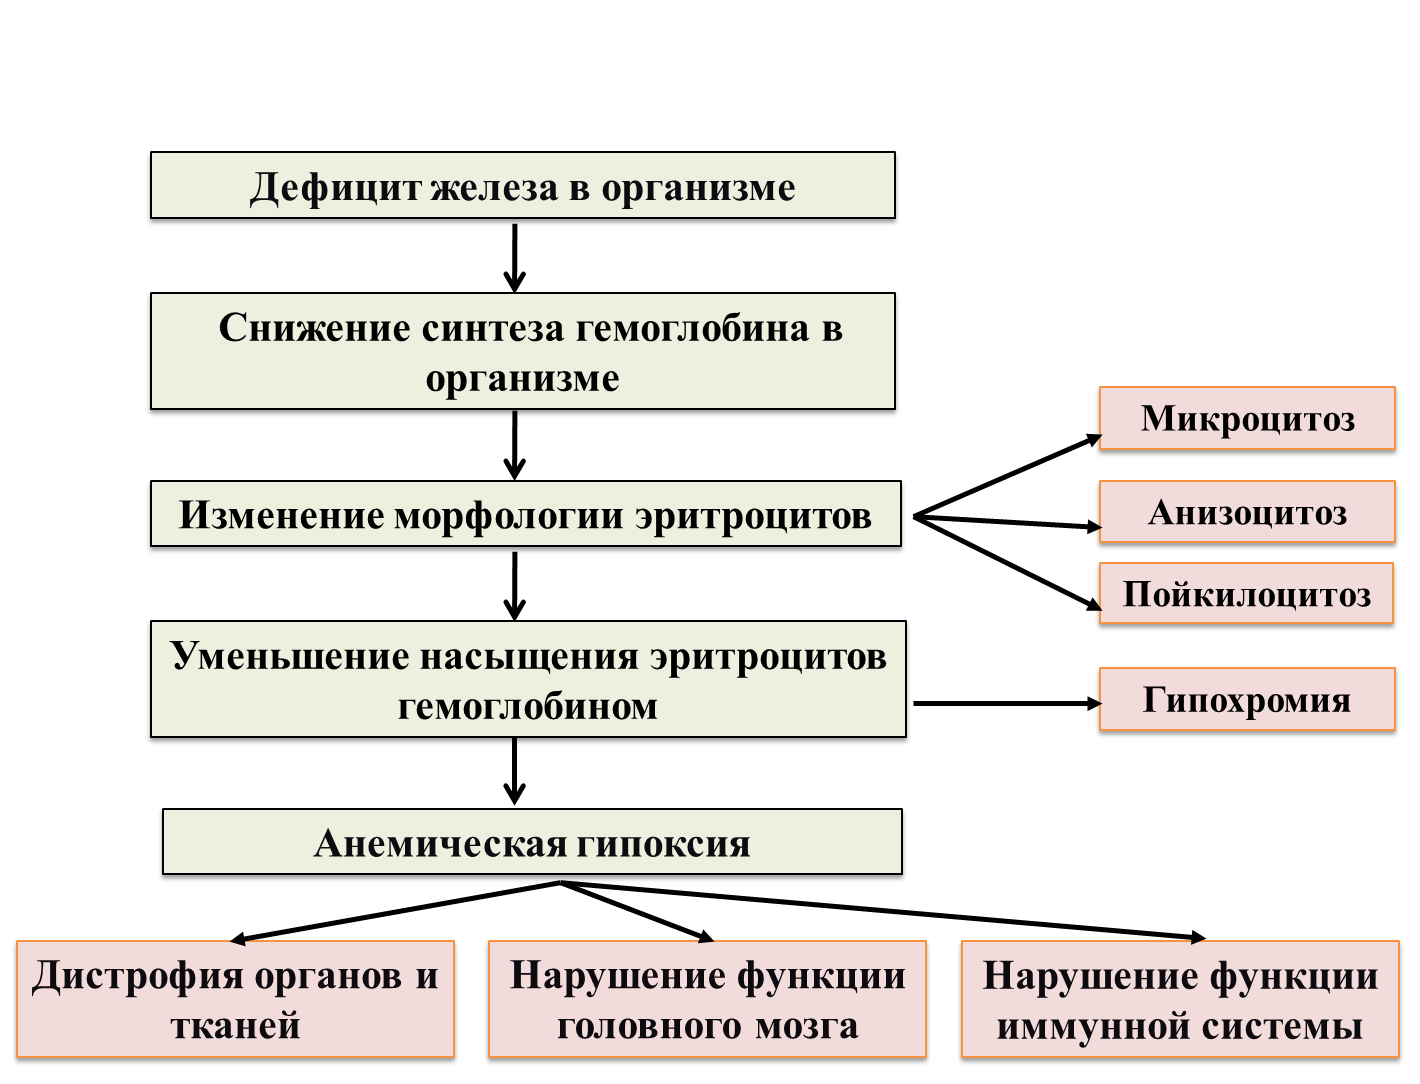 Дефицит железа в организме
Снижение синтеза гемоглобина в
организме
Изменение морфологии эритроцитов
Микроцитоз
Анизоцитоз
Пойкилоцитоз
Уменьшение насыщения эритроцитов
гемоглобином
Гипохромия
Анемическая гипоксия
Дистрофия органов и
тканей
Нарушение функции
головного мозга
Нарушение функции
иммунной системы